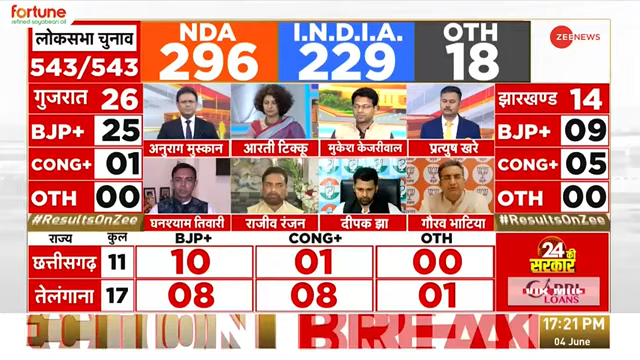 fortune
refined soyabean oil
लोकसभा चुनाव
543/543
NDA
296
I.N.D.I.A.
229
OTH
18
ZEE NEWS
गुजरात 26
BJP+ 25
CONG+ 01
OTH 00
#ResultsOnZee
अनुराग मुस्कान
आरती टिक्कू
मुकेश केजरीवाल
प्रत्यूष खरे
घनश्याम तिवारी
राजीव रंजन
दीपक झा
गौरव भाटिया
झारखण्ड 14
BJP+ 09
CONG+ 05
OTH 00
#ResultsOnZee
राज्य कुल BJP+ CONG+ OTH
छत्तीसगढ़ 11 10 01 00
तेलंगाना 17 08 08 01
24 की
सरकार
LOANS
17:21 PM
04 June